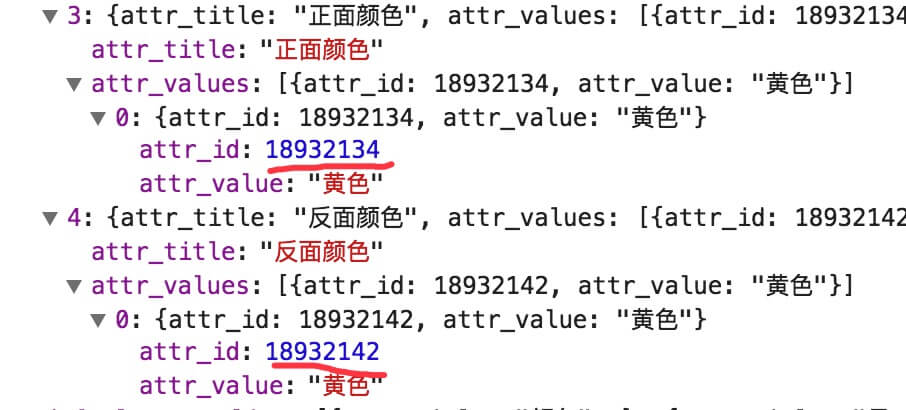 ▼ 3: {attr_title: "正面颜色", attr_values: [{attr_id: 18932134
attr_title: "正面颜色"
▼ attr_values: [{attr_id: 18932134, attr_value: "黄色"}]
▼ 0: {attr_id: 18932134, attr_value: "黄色"}
attr_id: 18932134
attr_value: "黄色"
▼ 4: {attr_title: "反面颜色", attr_values: [{attr_id: 18932142
attr_title: "反面颜色"
▼ attr_values: [{attr_id: 18932142, attr_value: "黄色"}]
▼ 0: {attr_id: 18932142, attr_value: "黄色"}
attr_id: 18932142
attr_value: "黄色"